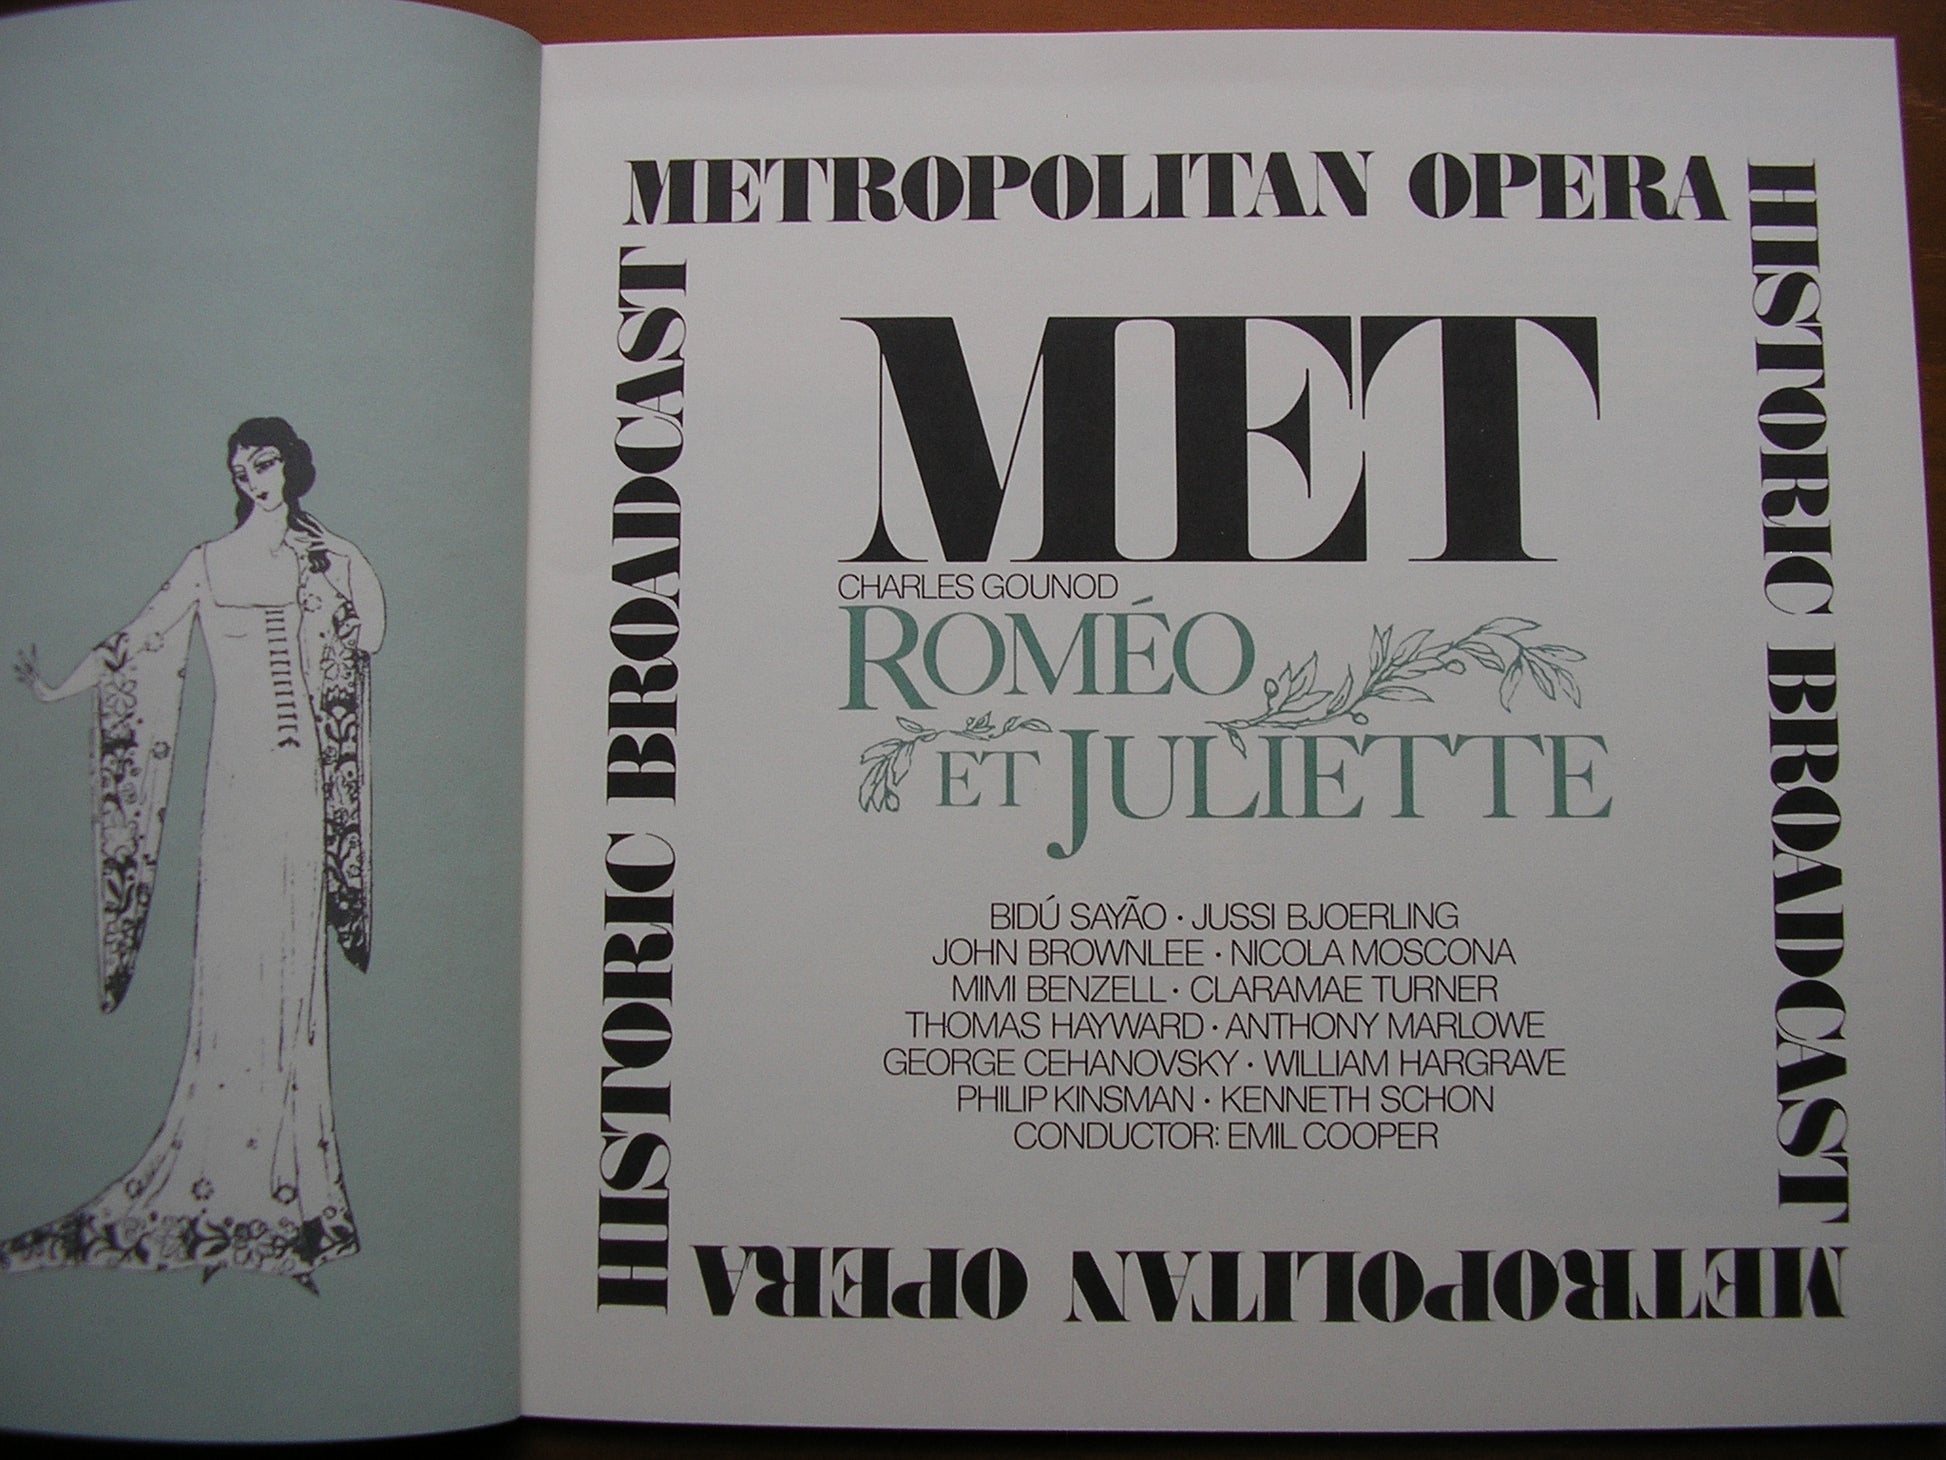 METROPOLITAN OPERA
HISTORIC BROADCAST
METROPOLITAN OPERA
HISTORIC BROADCAST
MET
CHARLES GOUNOD
ROMÉO
ET JULIETTE
BIDÚ SAYÃO · JUSSI BJOERLING
JOHN BROWNLEE · NICOLA MOSCONA
MIMI BENZELL · CLARAMAE TURNER
THOMAS HAYWARD · ANTHONY MARLOWE
GEORGE CEHANOVSKY · WILLIAM HARGRAVE
PHILIP KINSMAN · KENNETH SCHON
CONDUCTOR: EMIL COOPER